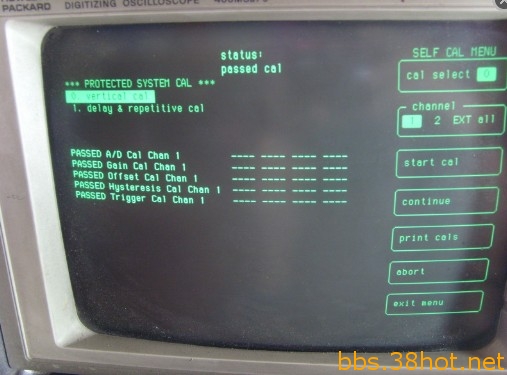 PACKARD DIGITIZING OSCILLOSCOPE
status:
passed cal
*** PROTECTED SYSTEM CAL ***
0. vertical cal
1. delay & repetitive cal
PASSED A/D Cal Chan 1 ---- ---- ---- ----
PASSED Gain Cal Chan 1 ---- ---- ---- ----
PASSED Offset Cal Chan 1 ---- ---- ---- ----
PASSED Hysteresis Cal Chan 1 ---- ---- ---- ----
PASSED Trigger Cal Chan 1 ---- ---- ---- ----
SELF CAL MENU
cal select 0
channel
1 2 EXT all
start cal
continue
print cals
abort
exit menu
bbs.38hot.net